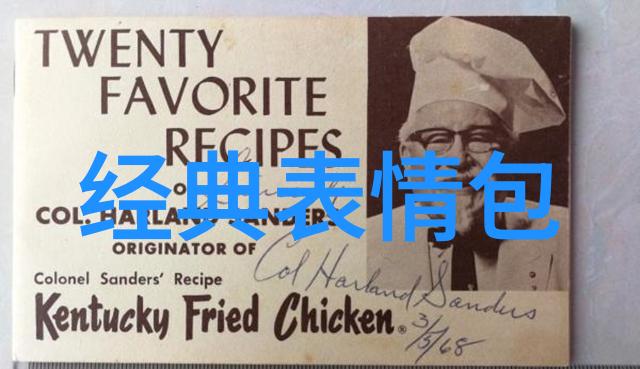 TWENTY
FAVORITE
RECIPES
经典表情包
COL. HARLAND SANDERS
ORIGINATOR OF
Col Harland Sanders
3/5/68
Colonel Sanders' Recipe
Kentucky Fried Chicken®